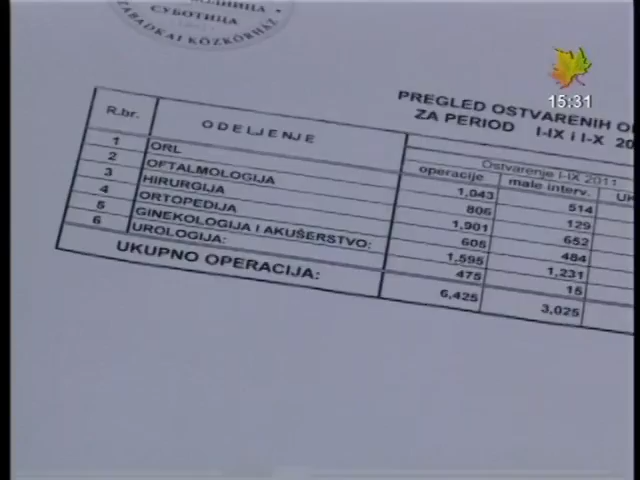 СУБОТИЦА
SZABADKAI KÖZKÓRHÁZ
15:31
PREGLED OSTVARENIH
ZA PERIOD I-IX i I-X
R.br. ODELJENJE Ostvarenje I-IX 2011
operacije male interv.
1 ORL 1,043 514
2 OFTALMOLOGIJA 806 129
3 HIRURGIJA 1,901 652
4 ORTOPEDIJA 605 484
5 GINEKOLOGIJA I AKUŠERSTVO: 1,595 1,231
6 UROLOGIJA: 475 15
UKUPNO OPERACIJA: 6,425 3,025